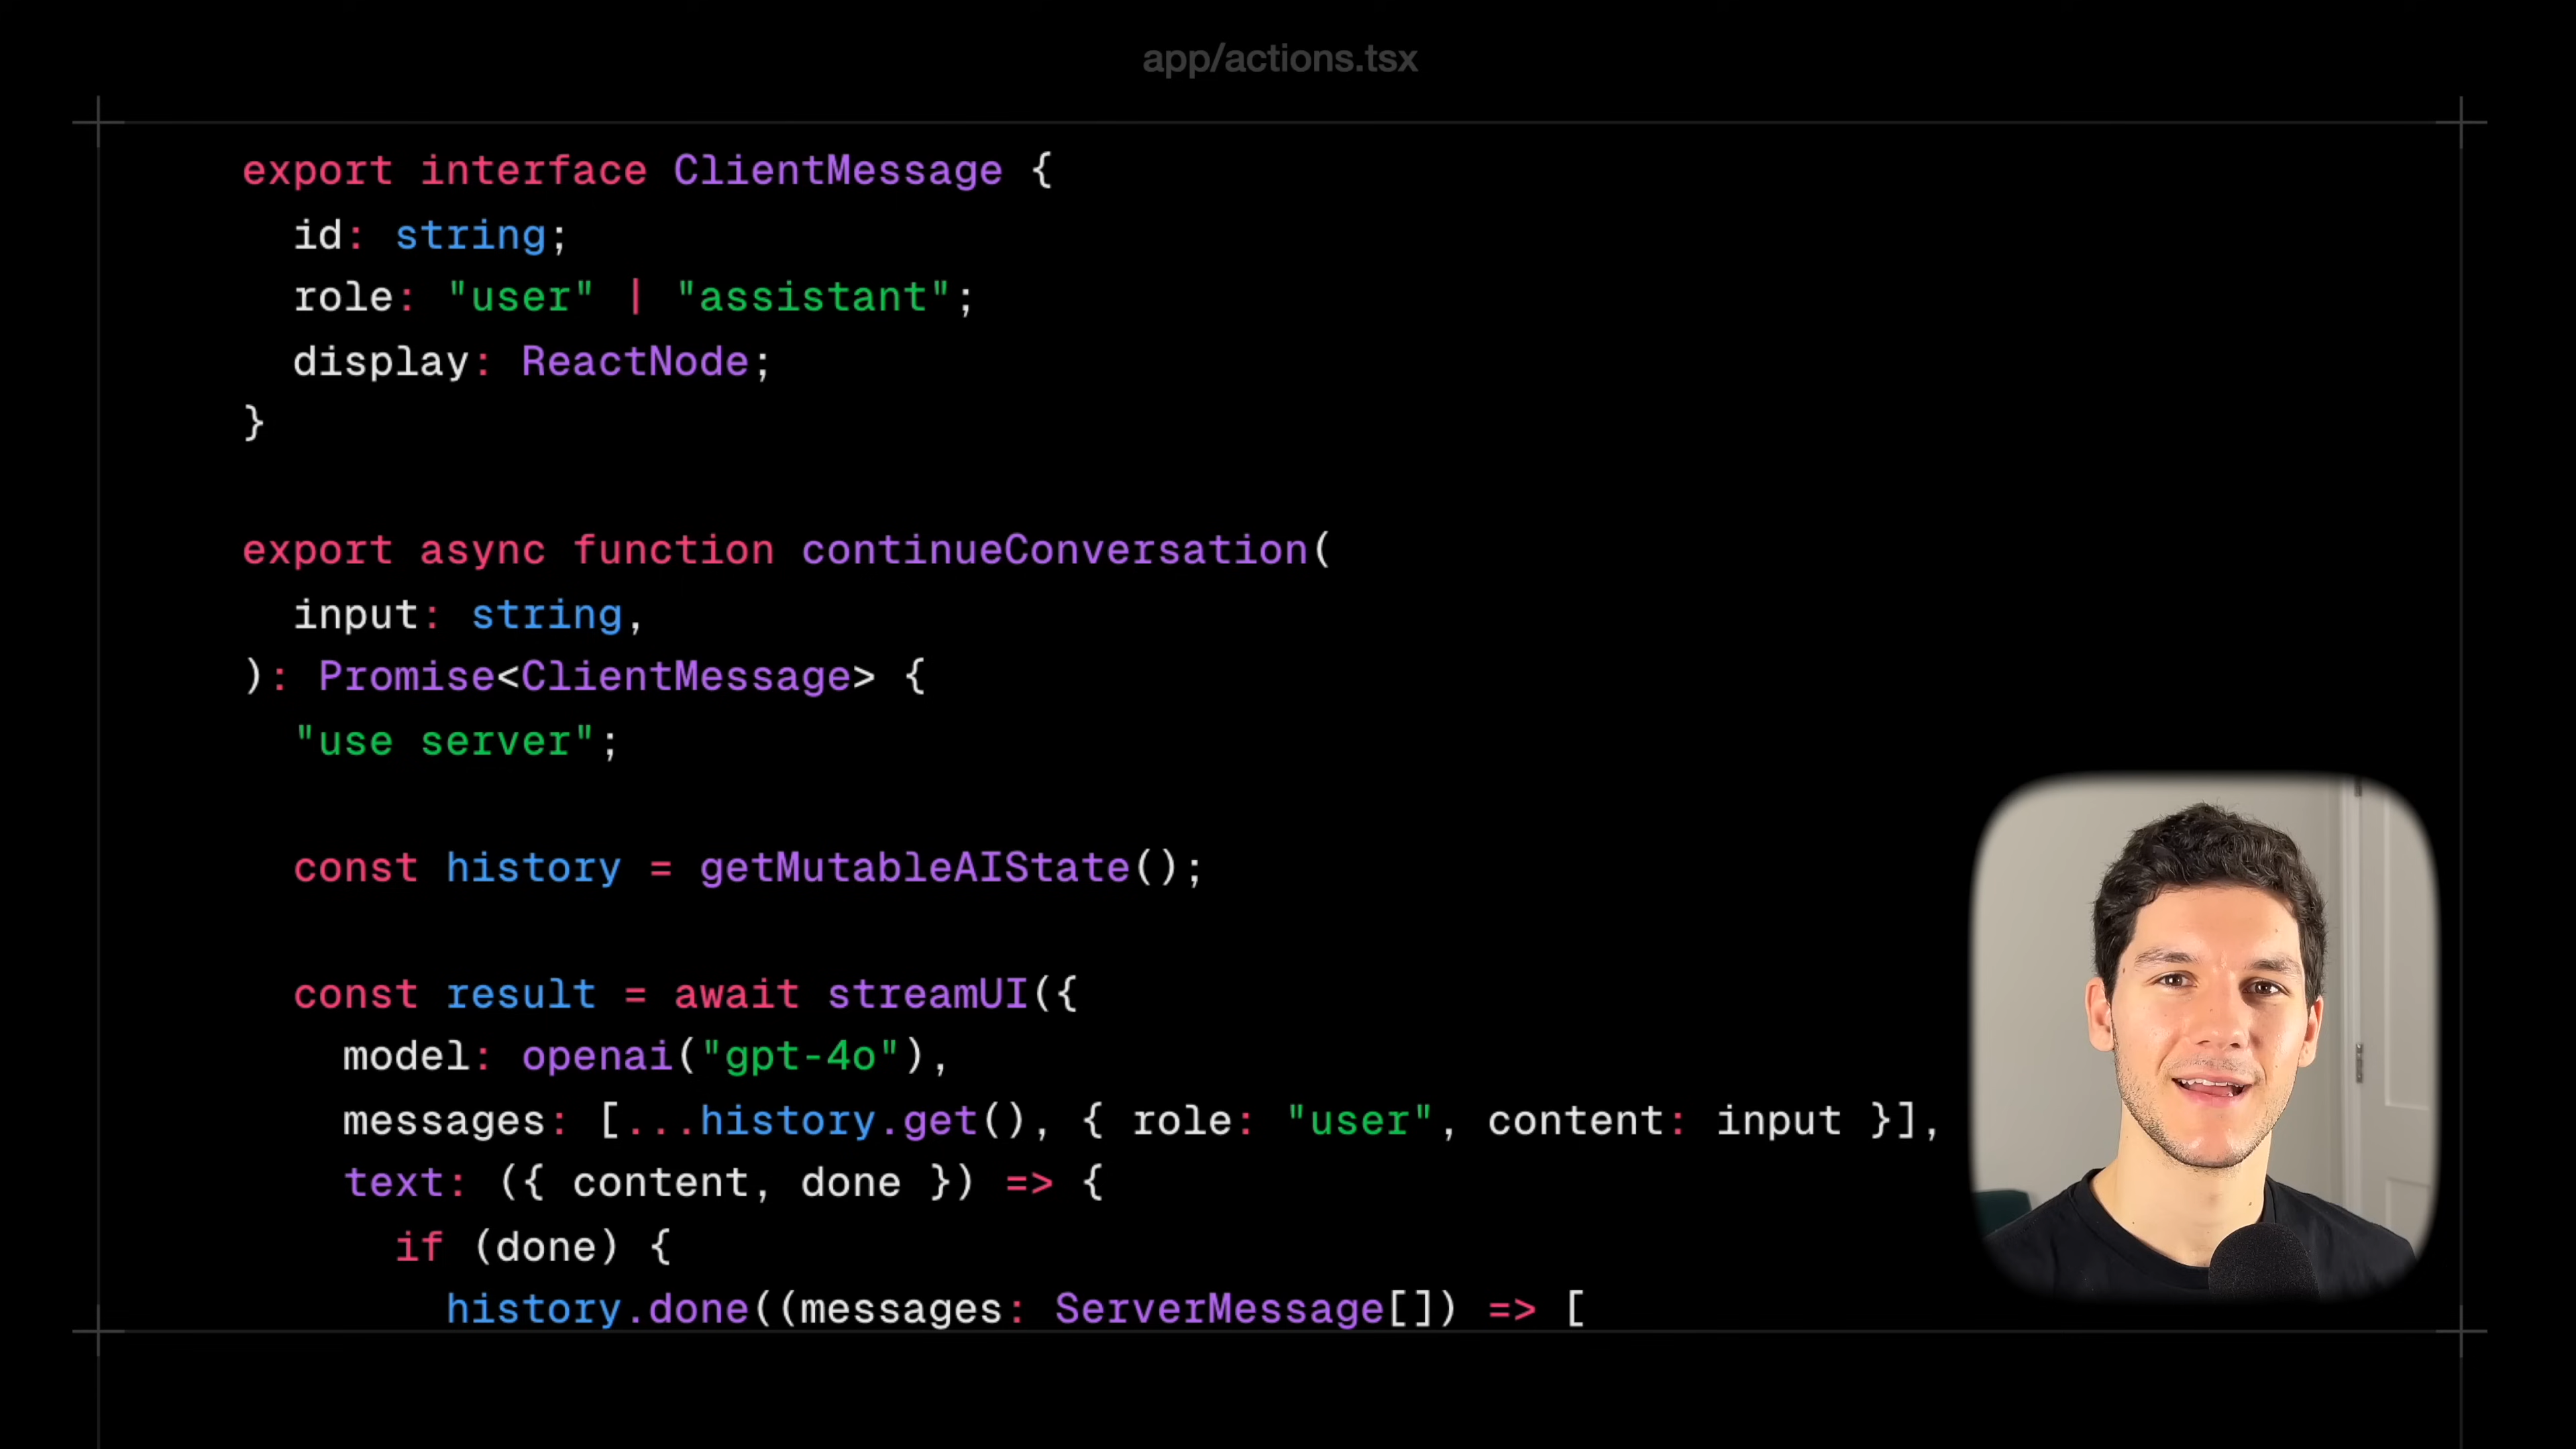 app/actions.tsx
export interface ClientMessage {
id: string;
role: "user" | "assistant";
display: ReactNode;
}
export async function continueConversation(
input: string,
): Promise<ClientMessage> {
"use server";
const history = getMutableAIState();
const result = await streamUI({
model: openai("gpt-4o"),
messages: [...history.get(), { role: "user", content: input }],
text: ({ content, done }) => {
if (done) {
history.done((messages: ServerMessage[]) => [